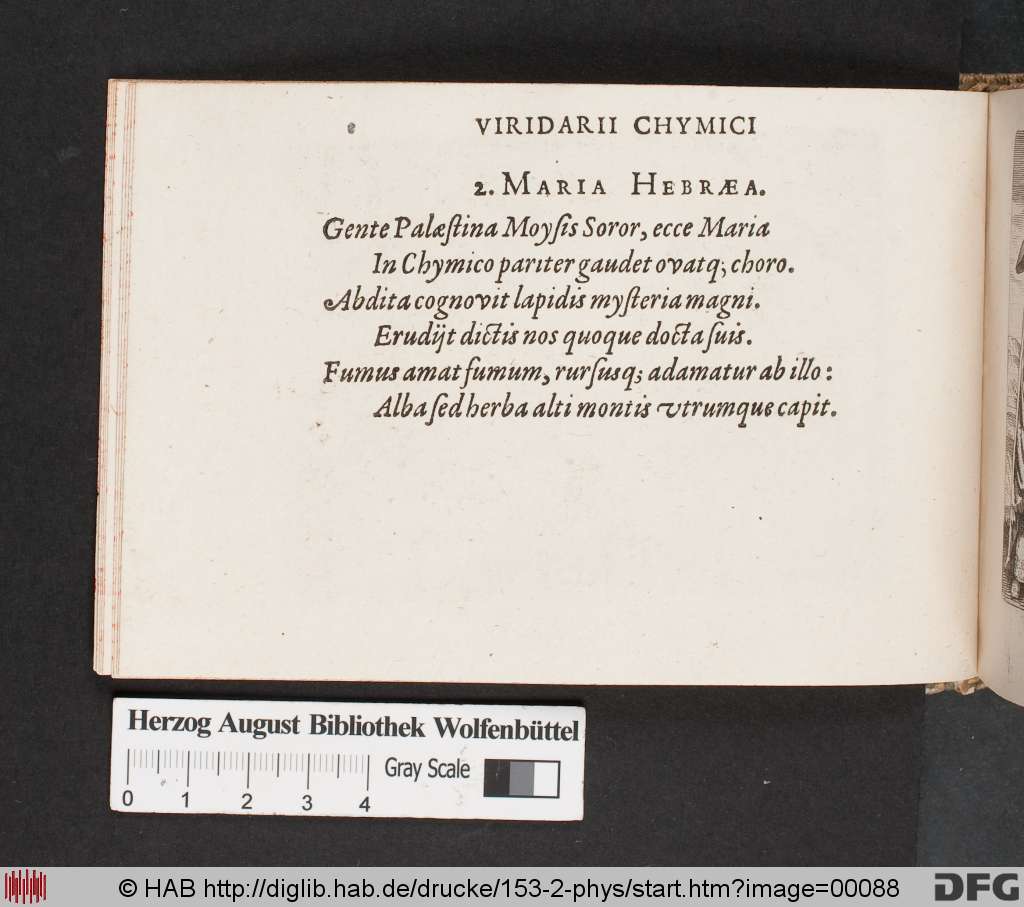 VIRIDARII CHYMICI
2. MARIA HEBRÆA.
Gente Palæſtina Moyſis Soror, ecce Maria
In Chymico pariter gaudet ovatq; choro.
Abdita cognovit lapidis myſteria magni.
Erudijt dictis nos quoque docta ſuis.
Fumus amat fumum, rurſusq; adamatur ab illo:
Alba ſed herba alti montis vtrumque capit.
Herzog August Bibliothek Wolfenbüttel
Gray Scale
0 1 2 3 4
© HAB http://diglib.hab.de/drucke/153-2-phys/start.htm?image=00088
DFG